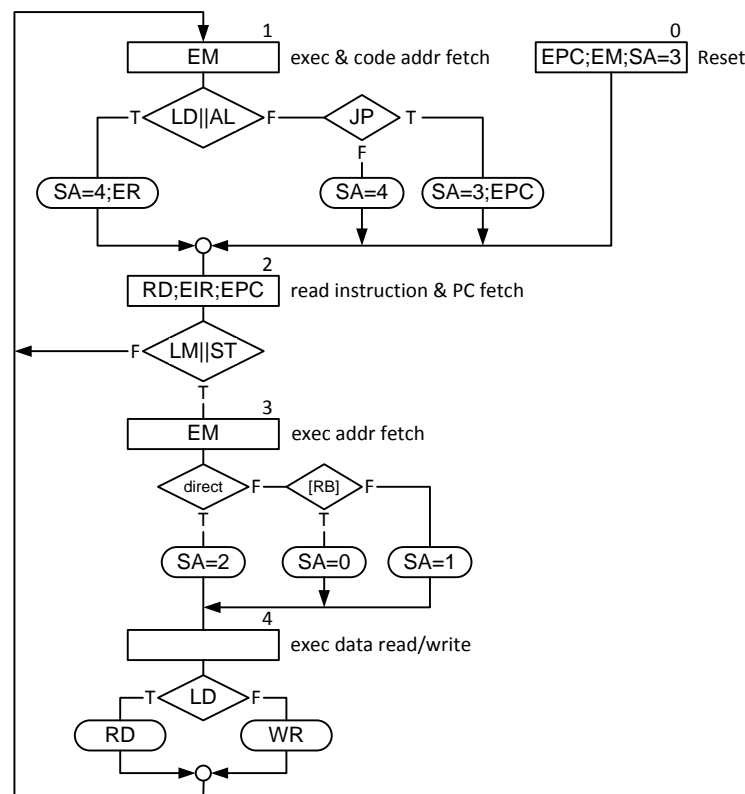 1
0
EM
exec & code addr fetch
EPC;EM;SA=3
Reset
T
LD||AL
F
JP
T
F
SA=4;ER
SA=4
SA=3;EPC
2
RD;EIR;EPC
read instruction & PC fetch
F
LM||ST
T
3
EM
exec addr fetch
direct
F
[RB]
F
T
T
SA=2
SA=0
SA=1
4
exec data read/write
T
LD
F
RD
WR